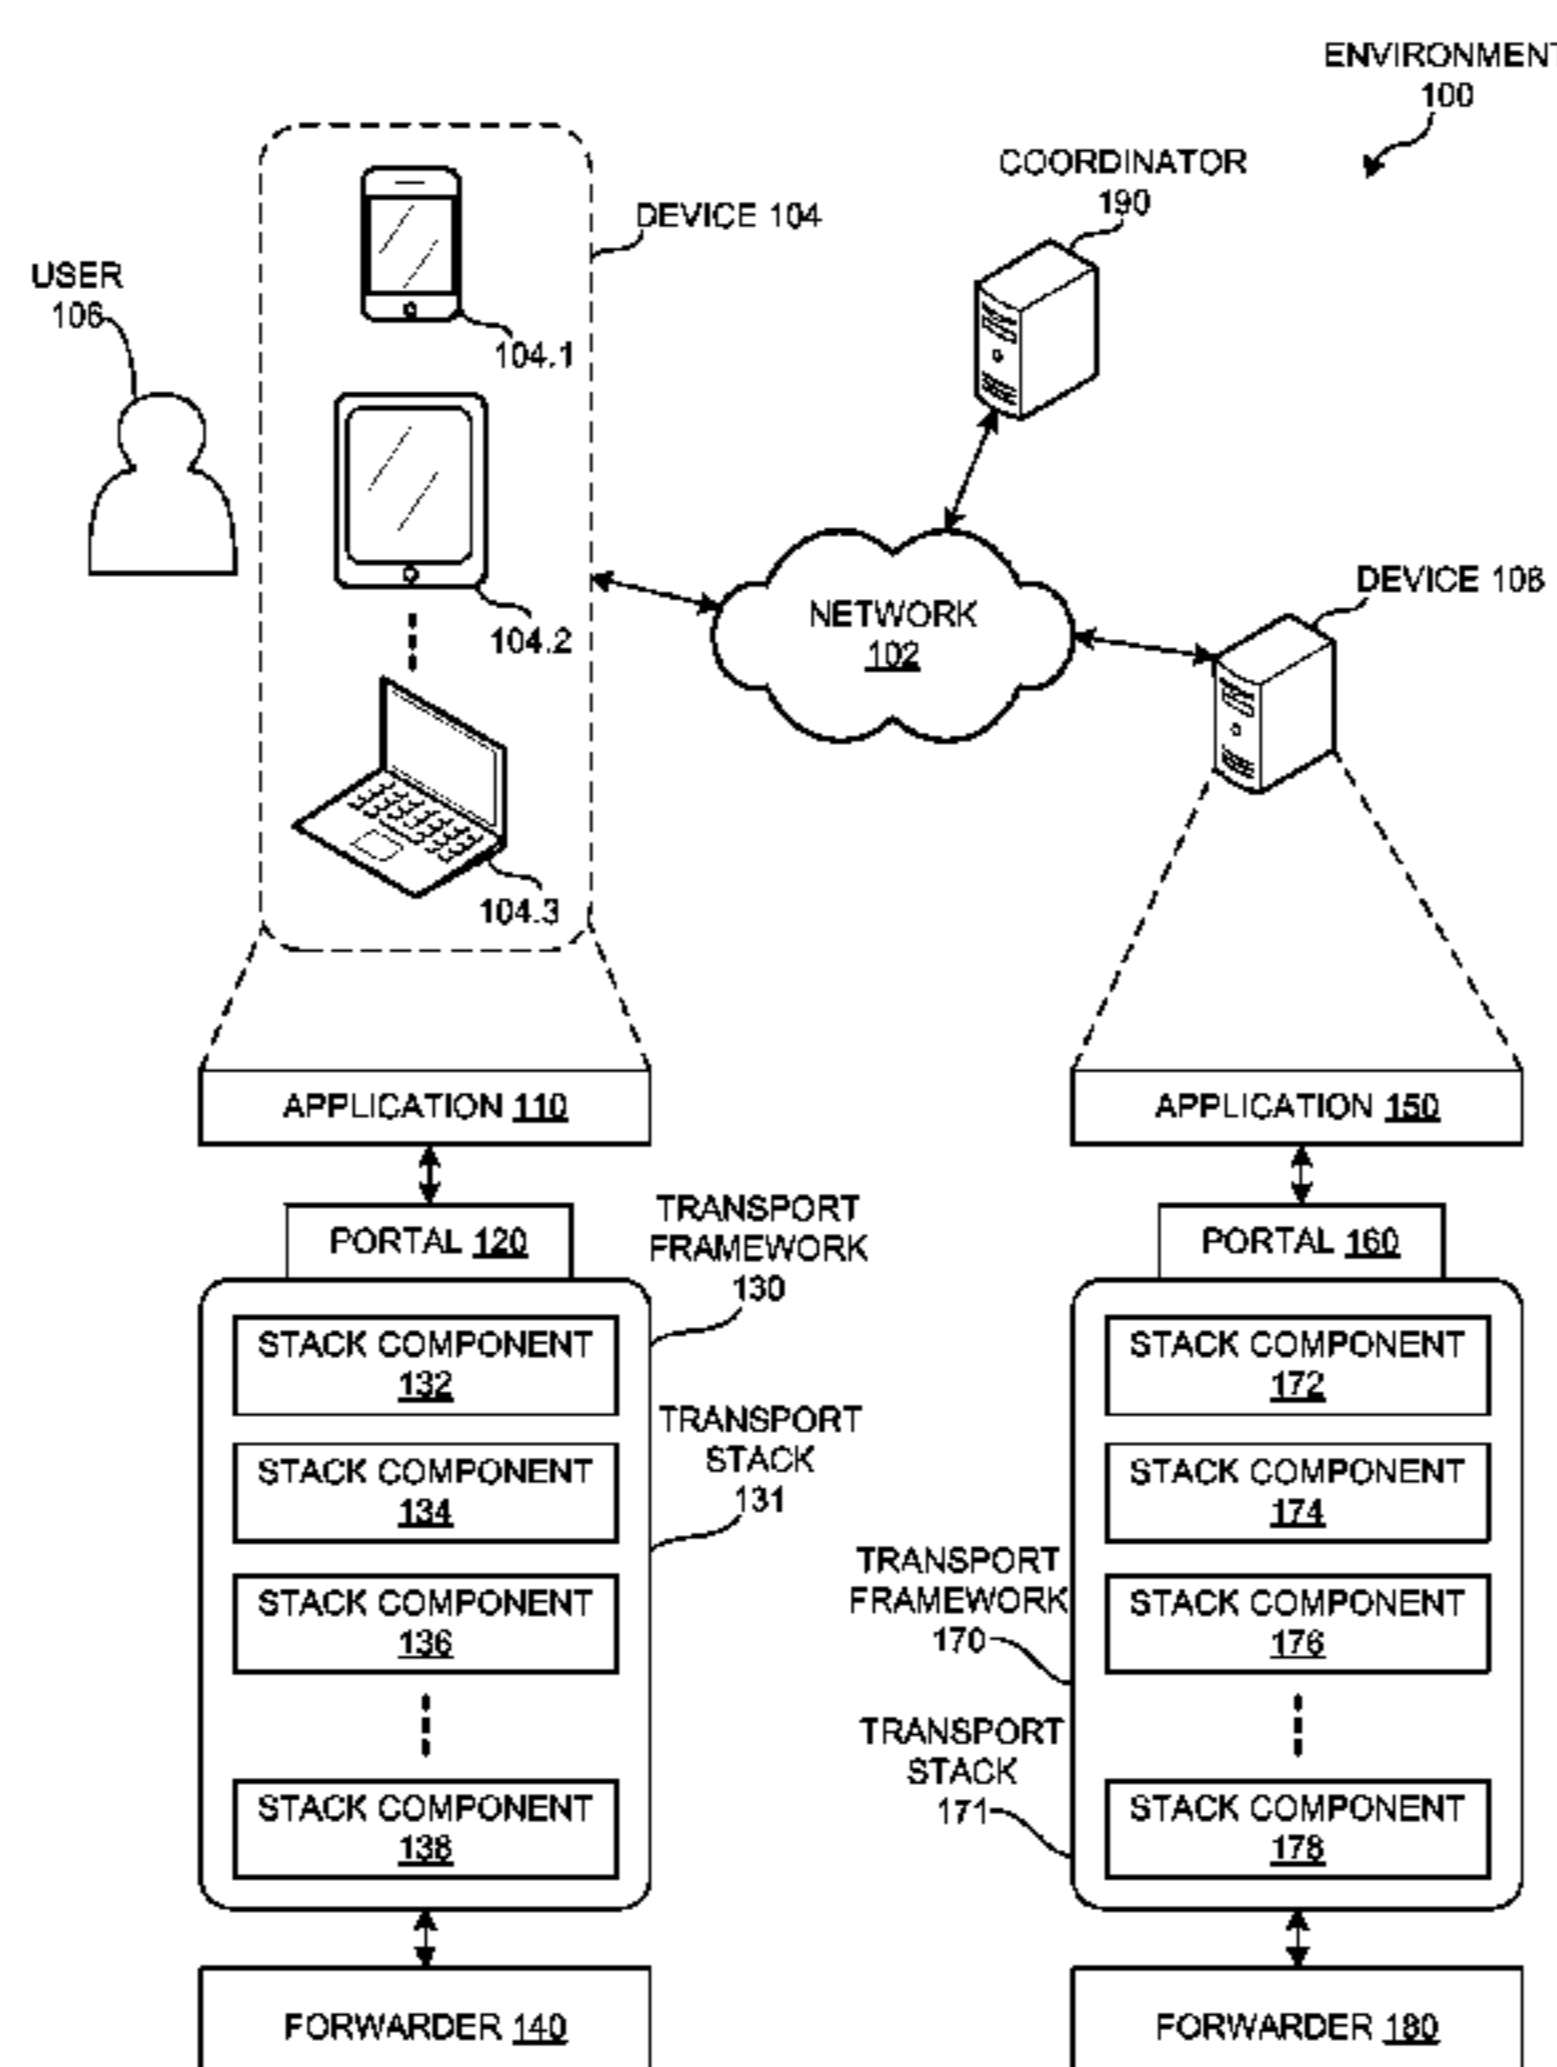 ENVIRONMENT
100
COORDINATOR
190
DEVICE 104
USER
106
104.1
DEVICE 108
NETWORK
102
104.2
104.3
APPLICATION 110
APPLICATION 150
PORTAL 120
TRANSPORT
FRAMEWORK
130
PORTAL 160
STACK COMPONENT
132
STACK COMPONENT
172
TRANSPORT
STACK
131
STACK COMPONENT
134
STACK COMPONENT
174
TRANSPORT
FRAMEWORK
170
STACK COMPONENT
136
STACK COMPONENT
176
TRANSPORT
STACK
171
STACK COMPONENT
138
STACK COMPONENT
178
FORWARDER 140
FORWARDER 180